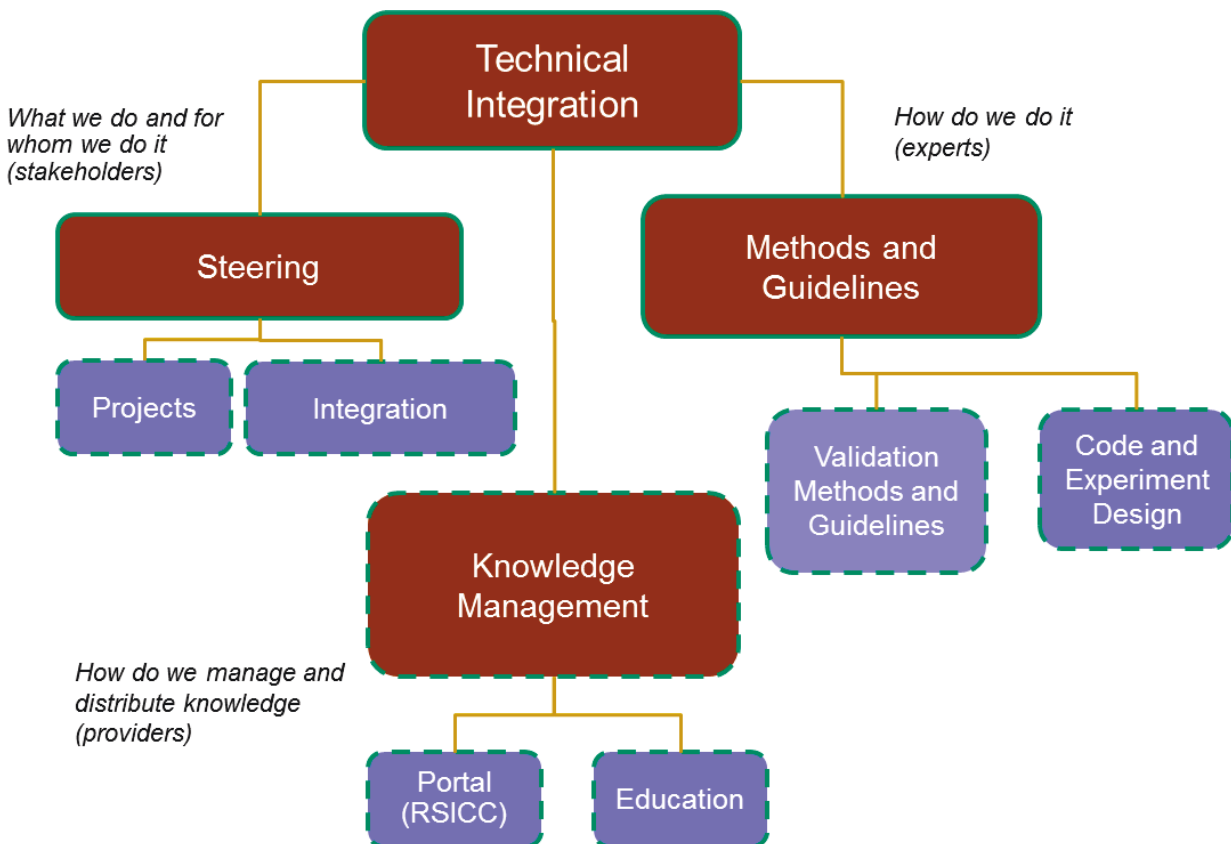 Technical
Integration
What we do and for
whom we do it
(stakeholders)
How do we do it
(experts)
Steering
Methods and
Guidelines
Projects
Integration
Validation
Methods and
Guidelines
Code and
Experiment
Design
Knowledge
Management
How do we manage and
distribute knowledge
(providers)
Portal
(RSICC)
Education